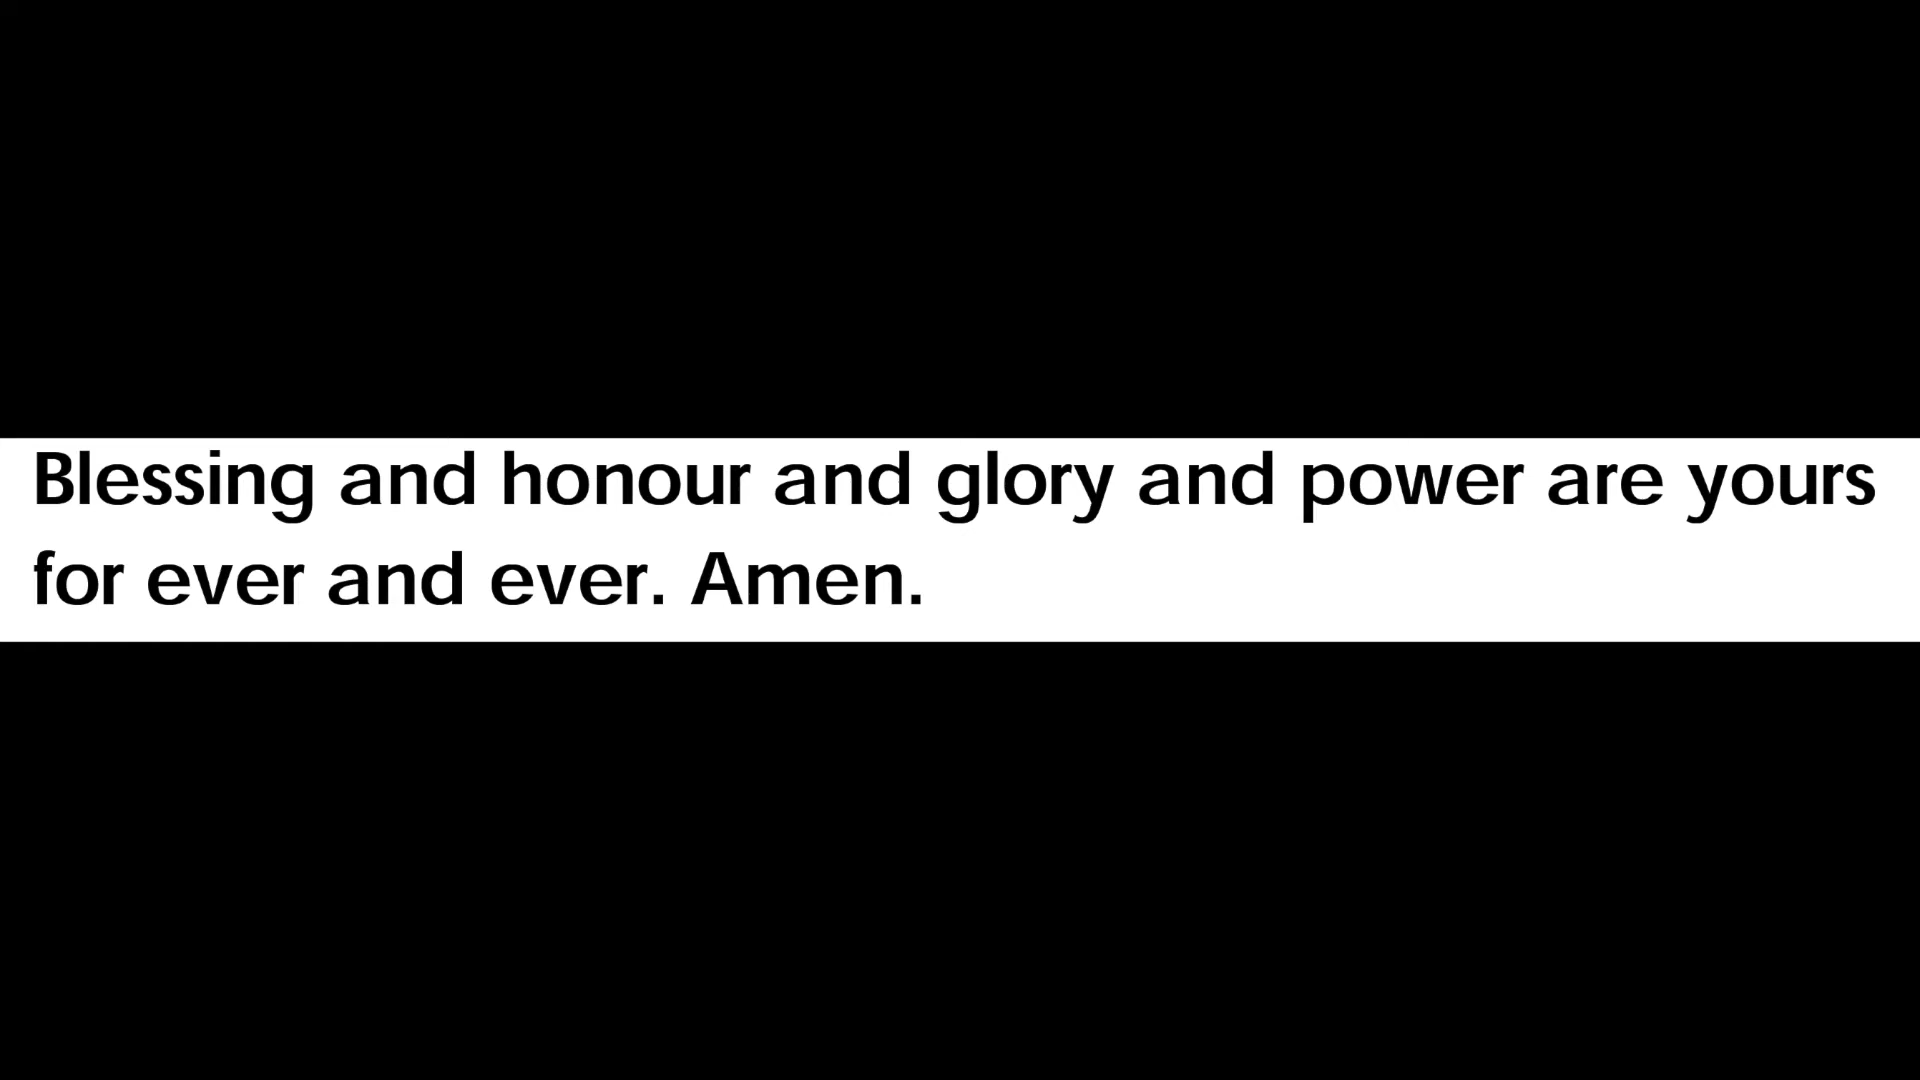 Blessing and honour and glory and power are yours
for ever and ever. Amen.